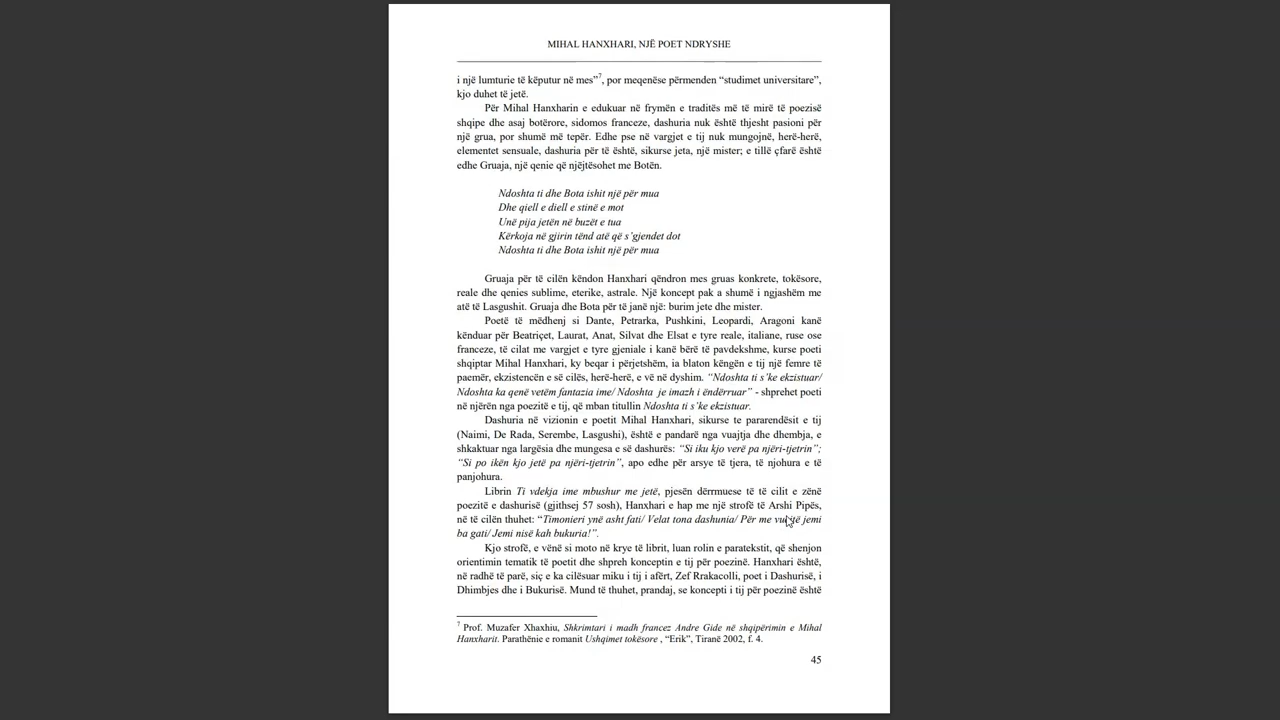 MIHAL HANXHARI, NJË POET NDRYSHE
i një lumturie të këputur në mes”7, por meqenëse përmenden “studimet universitare”,
kjo duhet të jetë.
Për Mihal Hanxharin e edukuar në frymën e traditës më të mirë të poezisë
shqipe dhe asaj botërore, sidomos franceze, dashuria nuk është thjesht pasioni për
një grua, por shumë më tepër. Edhe pse në vargjet e tij nuk mungojnë, herë-herë,
elementet sensuale, dashuria për të është, sikurse jeta, një mister; e tillë çfarë është
edhe Gruaja, një qenie që njëjtësohet me Botën.
Ndoshta ti dhe Bota ishit një për mua
Dhe qiell e diell e stinë e mot
Unë pija jetën në buzët e tua
Kërkoja në gjirin tënd atë që s’gjendet dot
Ndoshta ti dhe Bota ishit një për mua
Gruaja për të cilën këndon Hanxhari qëndron mes gruas konkrete, tokësore,
reale dhe qenies sublime, eterike, astrale. Një koncept pak a shumë i ngjashëm me
atë të Lasgushit. Gruaja dhe Bota për të janë një: burim jete dhe mister.
Poetë të mëdhenj si Dante, Petrarka, Pushkini, Leopardi, Aragoni kanë
kënduar për Beatriçet, Laurat, Anat, Silvat dhe Elsat e tyre reale, italiane, ruse ose
franceze, të cilat me vargjet e tyre gjeniale i kanë bërë të pavdekshme, kurse poeti
shqiptar Mihal Hanxhari, ky beqar i përjetshëm, ia blaton këngën e tij një femre të
paemër, ekzistencën e së cilës, herë-herë, e vë në dyshim. “Ndoshta ti s’ke ekzistuar/
Ndoshta ka qenë vetëm fantazia ime/ Ndoshta je imazh i ëndërruar” - shprehet poeti
në njërën nga poezitë e tij, që mban titullin Ndoshta ti s’ke ekzistuar.
Dashuria në vizionin e poetit Mihal Hanxhari, sikurse te pararendësit e tij
(Naimi, De Rada, Serembe, Lasgushi), është e pandarë nga vuajtja dhe dhembja, e
shkaktuar nga largësia dhe mungesa e së dashurës: “Si iku kjo verë pa njëri-tjetrin”;
“Si po ikën kjo jetë pa njëri-tjetrin”, apo edhe për arsye të tjera, të njohura e të
panjohura.
Librin Ti vdekja ime mbushur me jetë, pjesën dërrmuese të të cilit e zënë
poezitë e dashurisë (gjithsej 57 sosh), Hanxhari e hap me një strofë të Arshi Pipës,
në të cilën thuhet: “Timonieri ynë asht fati/ Velat tona dashunia/ Për me vu të jemi
ba gati/ Jemi nisë kah bukuria!”.
Kjo strofë, e vënë si moto në krye të librit, luan rolin e paratekstit, që shenjon
orientimin tematik të poetit dhe shpreh konceptin e tij për poezinë. Hanxhari është,
në radhë të parë, siç e ka cilësuar miku i tij i afërt, Zef Rrakacolli, poet i Dashurisë, i
Dhimbjes dhe i Bukurisë. Mund të thuhet, prandaj, se koncepti i tij për poezinë është
7 Prof. Muzafer Xhaxhiu, Shkrimtari i madh francez Andre Gide në shqipërimin e Mihal
Hanxharit. Parathënie e romanit Ushqimet tokësore , “Erik”, Tiranë 2002, f. 4.
45